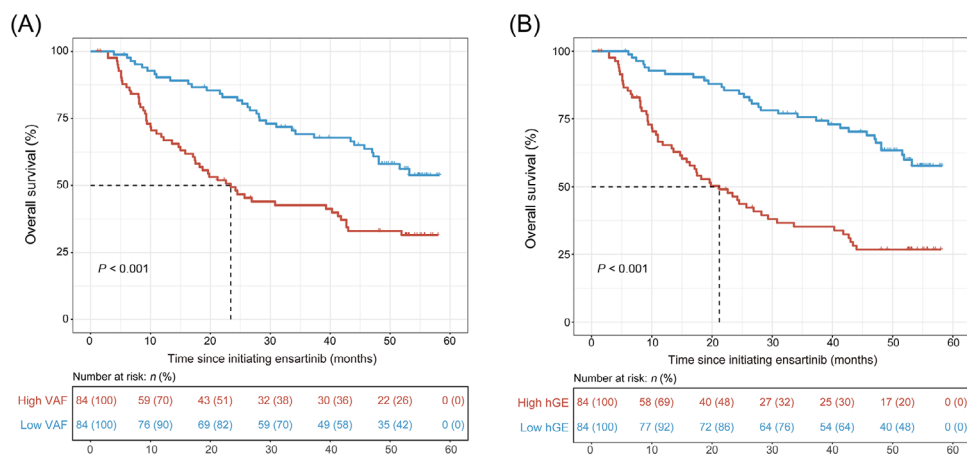 (A)
Overall survival (%)
100
75
50
25
0
P < 0.001
0 10 20 30 40 50 60
Time since initiating ensartinib (months)
Number at risk: n (%)
High VAF 84 (100) 59 (70) 43 (51) 32 (38) 30 (36) 22 (26) 0 (0)
Low VAF 84 (100) 76 (90) 69 (82) 59 (70) 49 (58) 35 (42) 0 (0)
0 10 20 30 40 50 60
(B)
Overall survival (%)
100
75
50
25
0
P < 0.001
0 10 20 30 40 50 60
Time since initiating ensartinib (months)
Number at risk: n (%)
High hGE 84 (100) 58 (69) 40 (48) 27 (32) 25 (30) 17 (20) 0 (0)
Low hGE 84 (100) 77 (92) 72 (86) 64 (76) 54 (64) 40 (48) 0 (0)
0 10 20 30 40 50 60